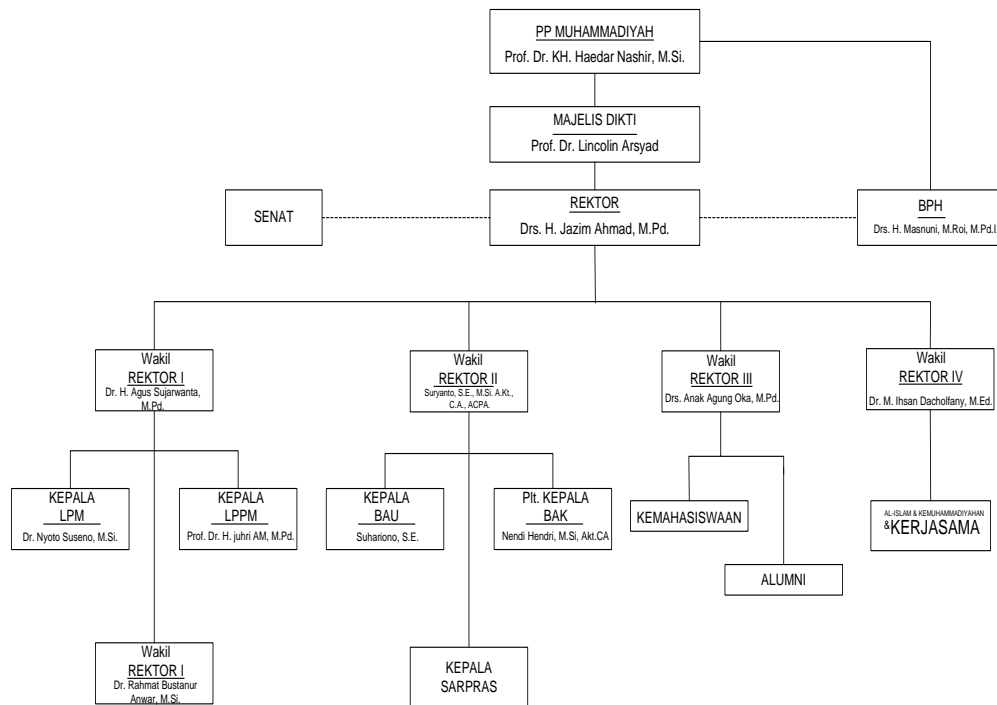 PP MUHAMMADIYAH
Prof. Dr. KH. Haedar Nashir, M.Si.
MAJELIS DIKTI
Prof. Dr. Lincolin Arsyad
SENAT
REKTOR
Drs. H. Jazim Ahmad, M.Pd.
BPH
Drs. H. Masnuni, M.Roi, M.Pd.I.
Wakil
REKTOR I
Dr. H. Agus Sujarwanta,
M.Pd.
Wakil
REKTOR II
Suryanto, S.E., M.Si. A.Kt.,
C.A., ACPA.
Wakil
REKTOR III
Drs. Anak Agung Oka, M.Pd.
Wakil
REKTOR IV
Dr. M. Ihsan Dacholfany, M.Ed.
KEPALA
LPM
Dr. Nyoto Suseno, M.Si.
KEPALA
LPPM
Prof. Dr. H. juhri AM, M.Pd.
KEPALA
BAU
Suhariono, S.E.
Plt. KEPALA
BAK
Nendi Hendri, M.Si, Akt.CA
KEMAHASISWAAN
ALUMNI
AL-ISLAM & KEMUHAMMADIYAHAN
&KERJASAMA
Wakil
REKTOR I
Dr. Rahmat Bustanur
Anwar, M.Si.
KEPALA
SARPRAS